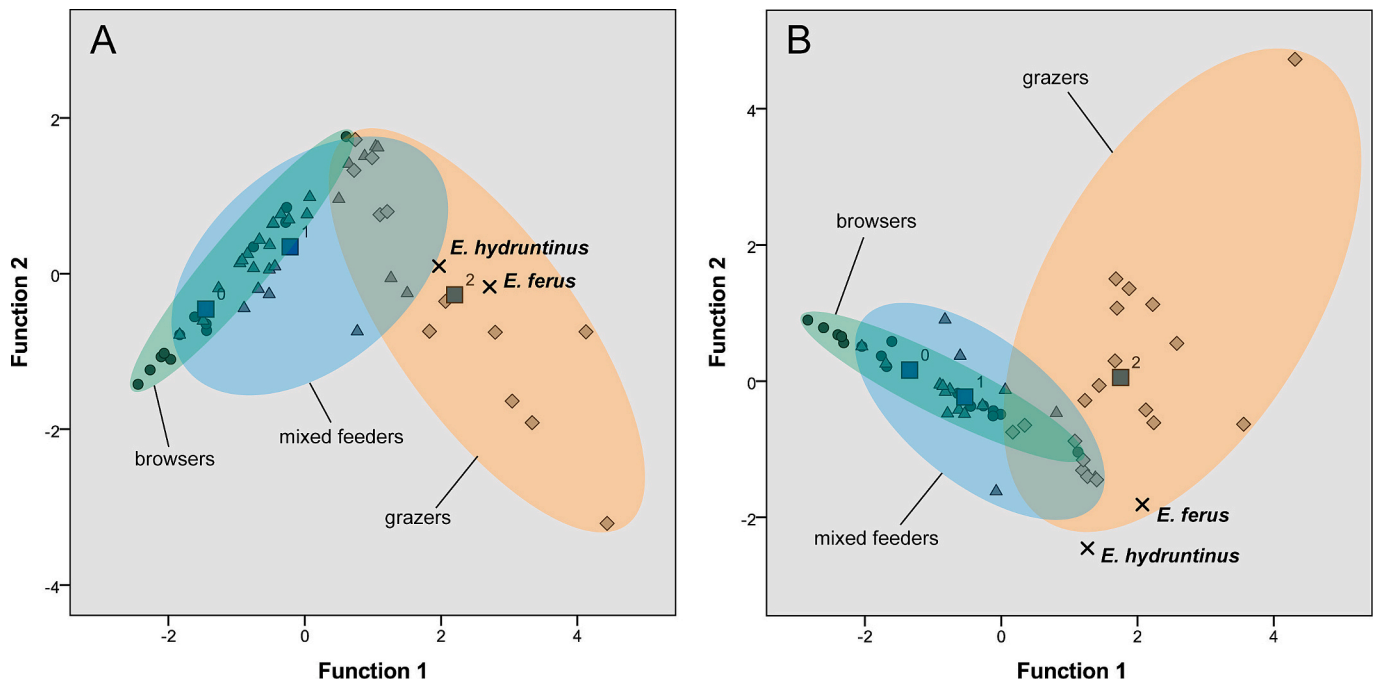 A
2
0
-2
-4
-2
0
2
4
Function 2
Function 1
1
0
2
E. hydruntinus
E. ferus
browsers
mixed feeders
grazers
B
4
2
0
-2
-2
0
2
4
Function 2
Function 1
grazers
browsers
0
1
2
mixed feeders
E. ferus
E. hydruntinus